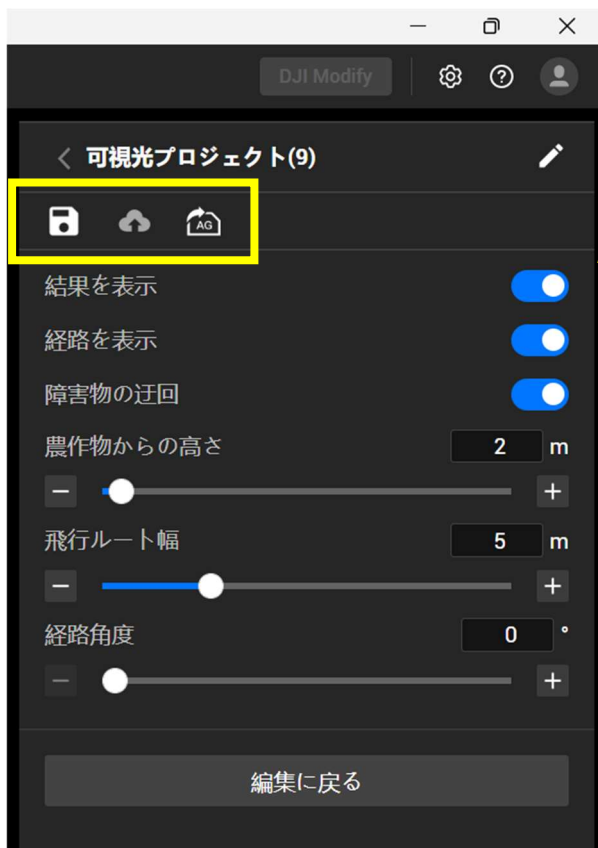 DJI Modify
可視光プロジェクト(9)
AG
結果を表示
経路を表示
障害物の迂回
農作物からの高さ 2 m
飛行ルート幅 5 m
経路角度 0 °
編集に戻る